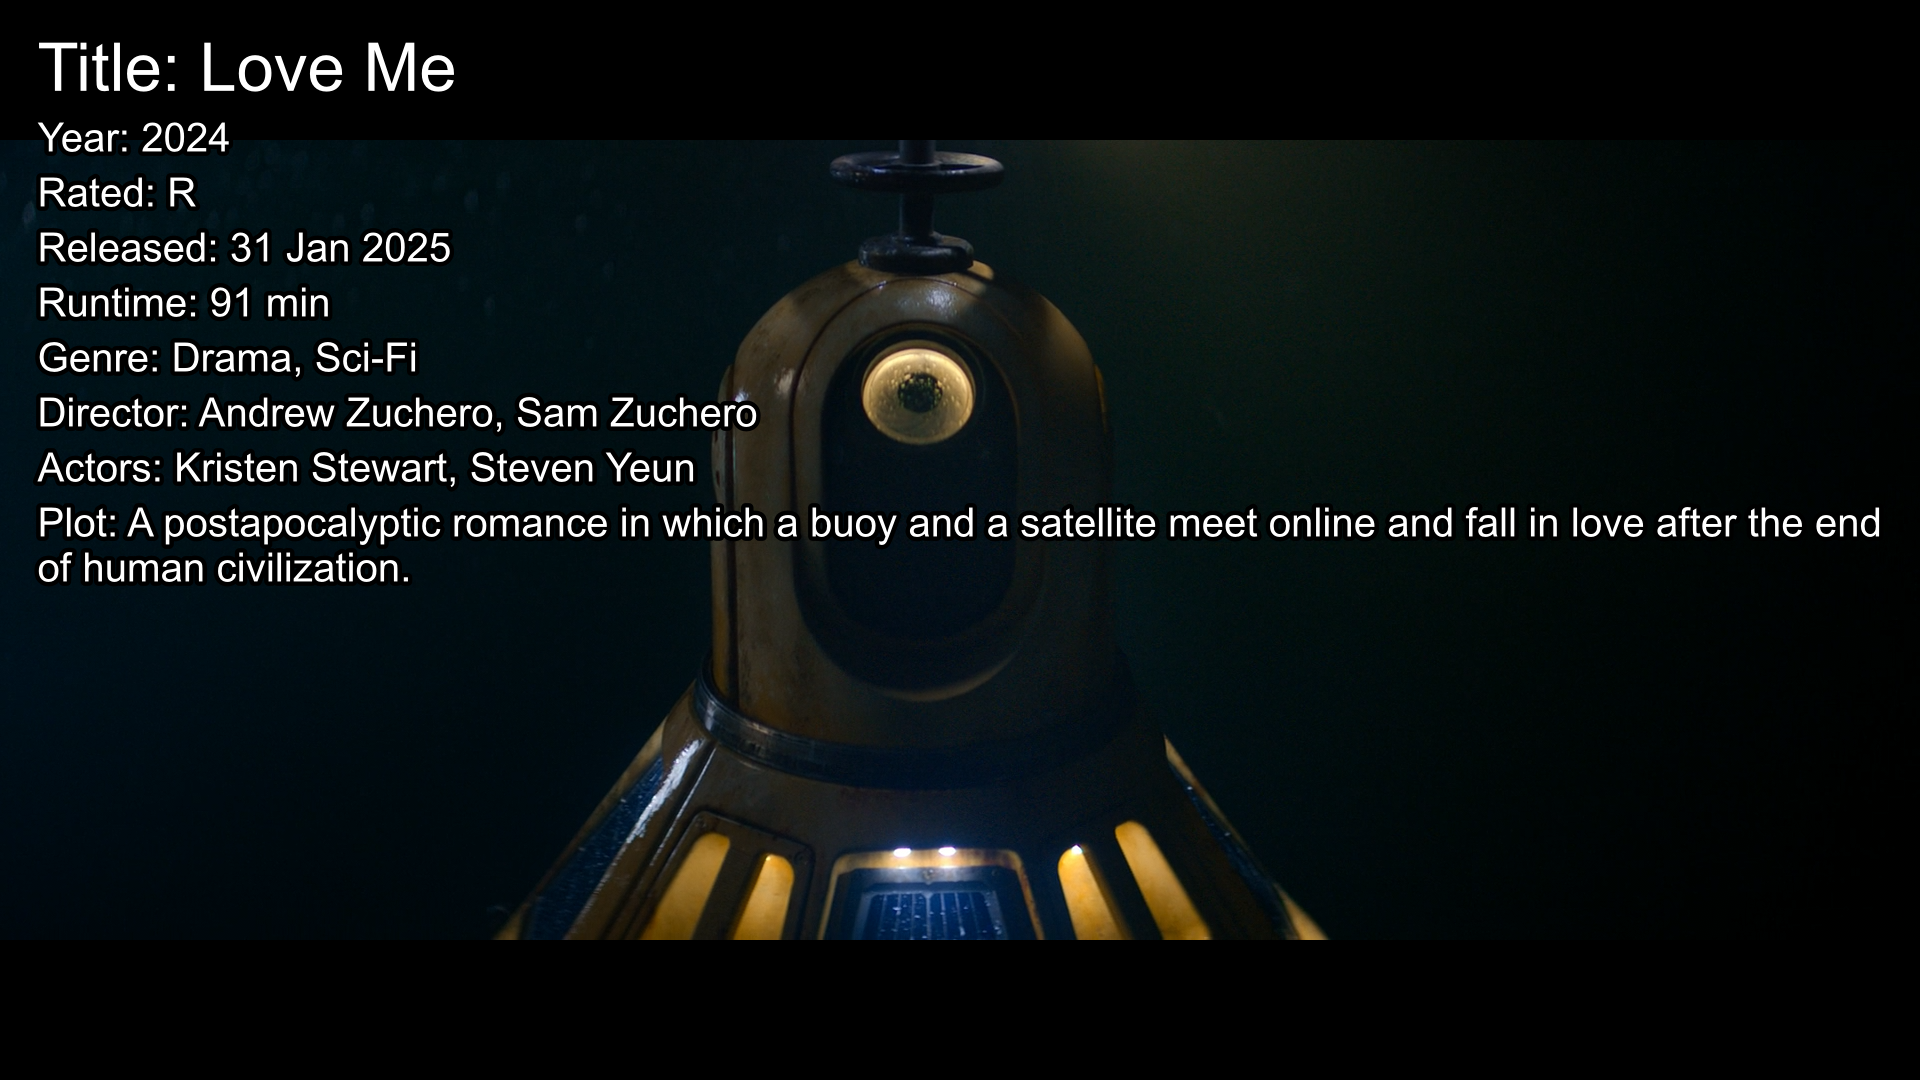 Title: Love Me
Year: 2024
Rated: R
Released: 31 Jan 2025
Runtime: 91 min
Genre: Drama, Sci-Fi
Director: Andrew Zuchero, Sam Zuchero
Actors: Kristen Stewart, Steven Yeun
Plot: A postapocalyptic romance in which a buoy and a satellite meet online and fall in love after the end
of human civilization.